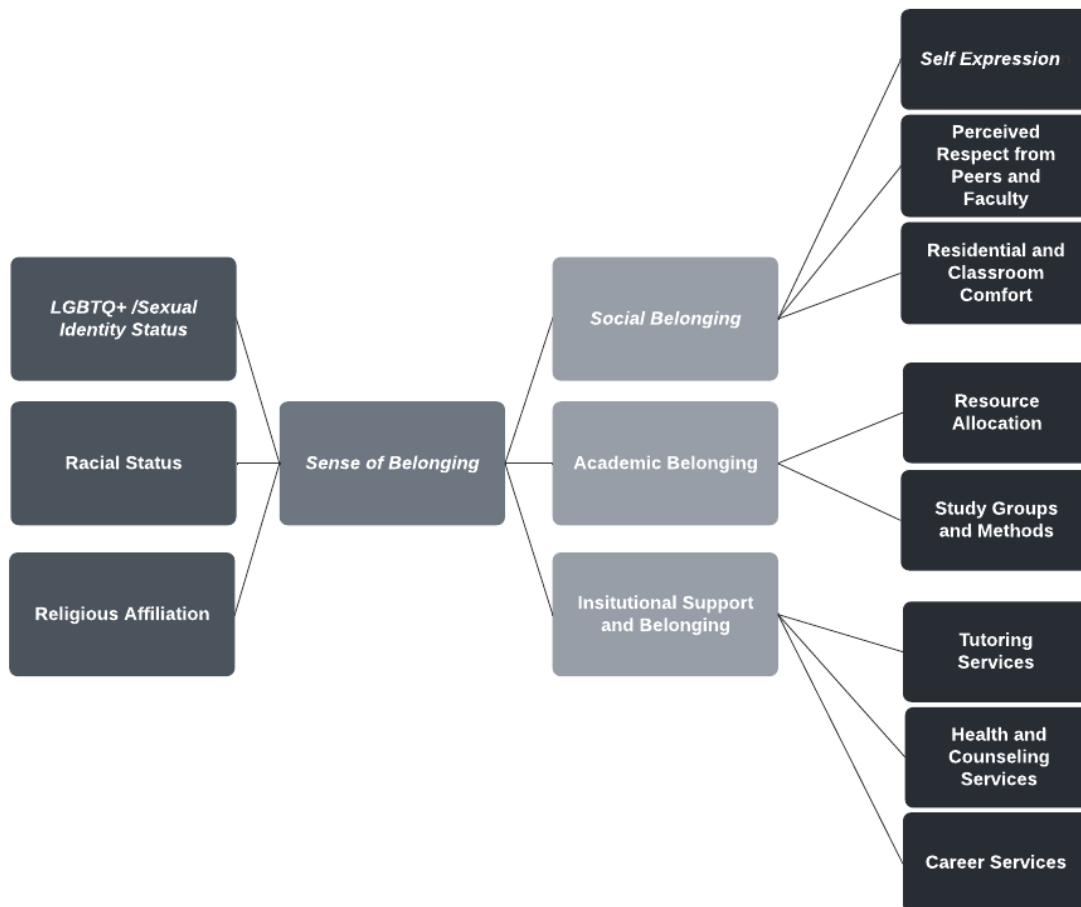 LGBTQ+ /Sexual
Identity Status
Racial Status
Religious Affiliation
Sense of Belonging
Social Belonging
Academic Belonging
Insitutional Support
and Belonging
Self Expression
Perceived
Respect from
Peers and
Faculty
Residential and
Classroom
Comfort
Resource
Allocation
Study Groups
and Methods
Tutoring
Services
Health and
Counseling
Services
Career Services